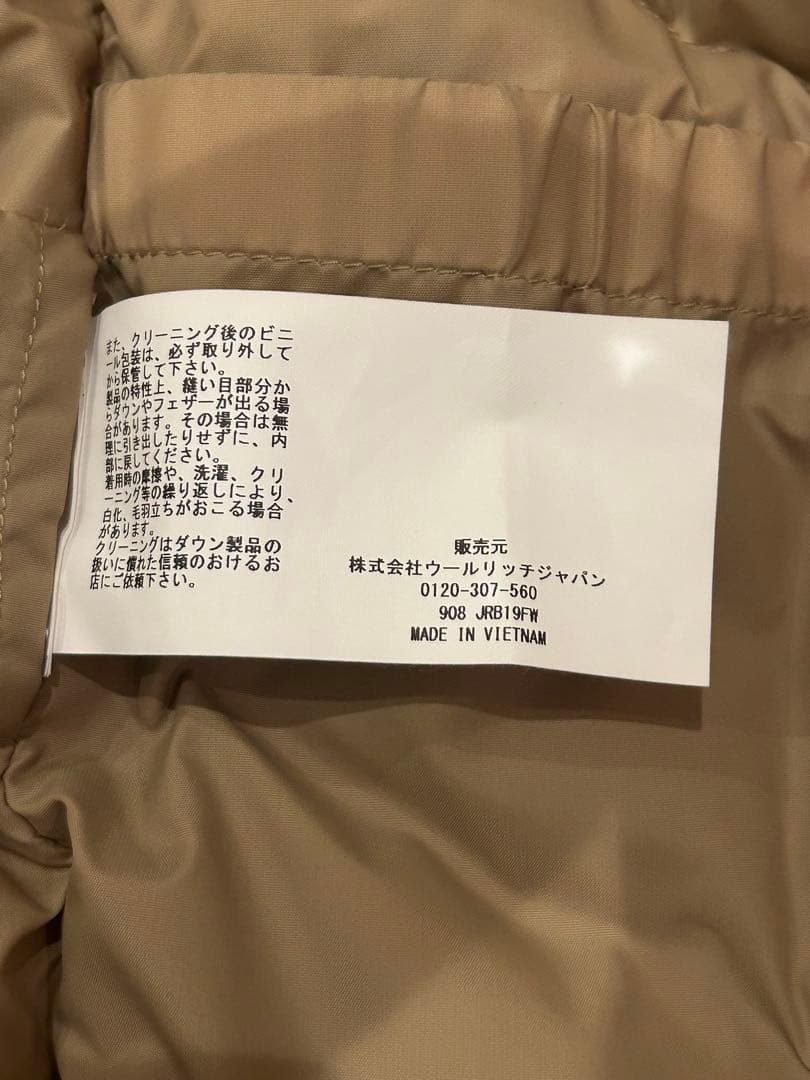 また、クリーニング後のビニ
ール包装は、必ず取り外して
から保管して下さい。
製品の特性上、縫い目部分か
らダウンやフェザーが出る場
合があります。その場合は無
理に引き出したりせずに、内
部に戻してください。
着用時の摩擦や、洗濯、クリ
ーニング等の繰り返しにより、
白化、毛羽立ちがおこる場合
があります。
クリーニングはダウン製品の
扱いに慣れた信頼のおけるお
店にご依頼下さい。
販売元
株式会社ウールリッチジャパン
0120-307-560
908 JRB19FW
MADE IN VIETNAM